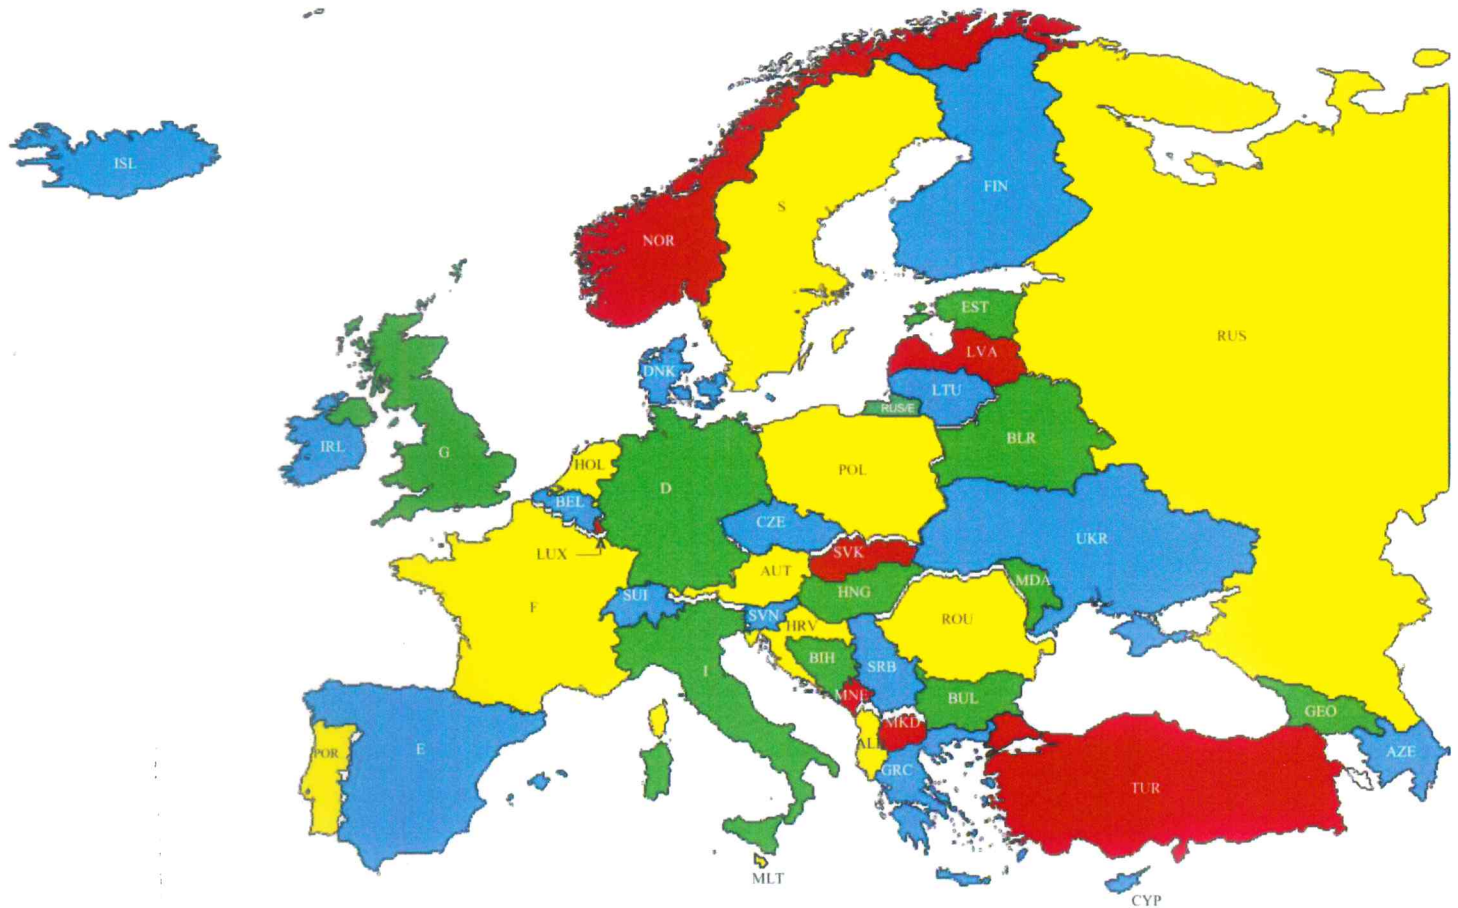 ISL
FIN
S
NOR
EST
RUS
LVA
DNK
LTU
RUS/E
BLR
IRL
G
HOL
POL
D
BEL
CZE
UKR
LUX
SVK
AUT
MDA
HNG
SUI
F
SVN
HRV
ROU
BIH
SRB
I
MNE
BUL
GEO
MKD
ALB
E
POR
AZE
GRC
TUR
MLT
CYP